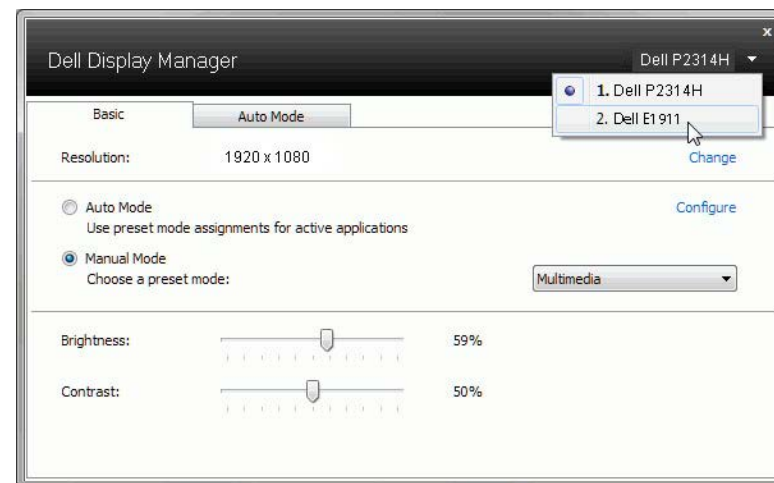 x
Dell Display Manager Dell P2314H
1. Dell P2314H
2. Dell E1911
Basic Auto Mode
Resolution: 1920 x 1080 Change
Auto Mode Configure
Use preset mode assignments for active applications
Manual Mode
Choose a preset mode: Multimedia
Brightness: 59%
Contrast: 50%